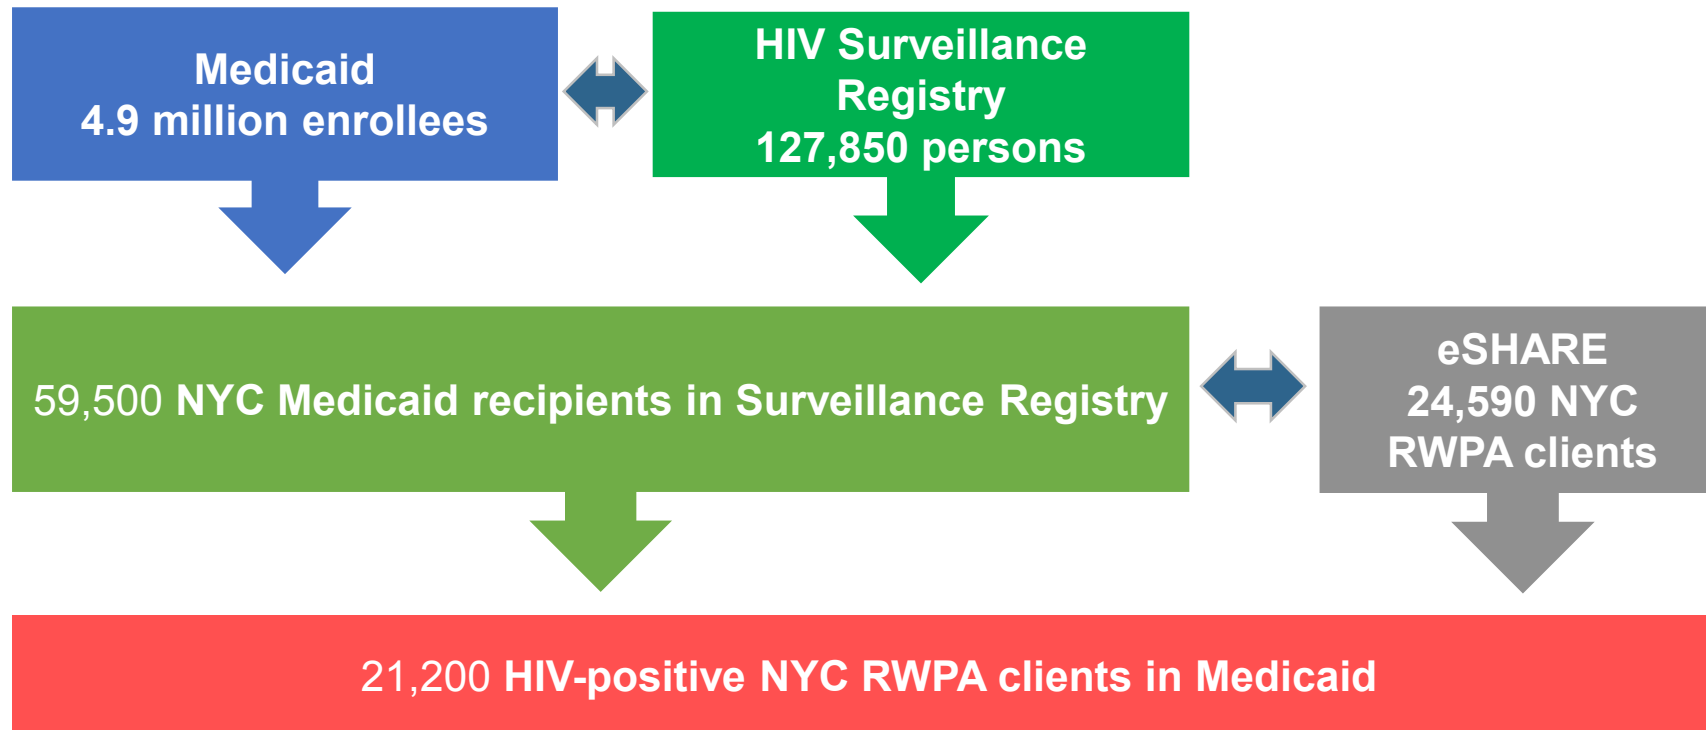 Medicaid
4.9 million enrollees
HIV Surveillance
Registry
127,850 persons
59,500 NYC Medicaid recipients in Surveillance Registry
eSHARE
24,590 NYC
RWPA clients
21,200 HIV-positive NYC RWPA clients in Medicaid